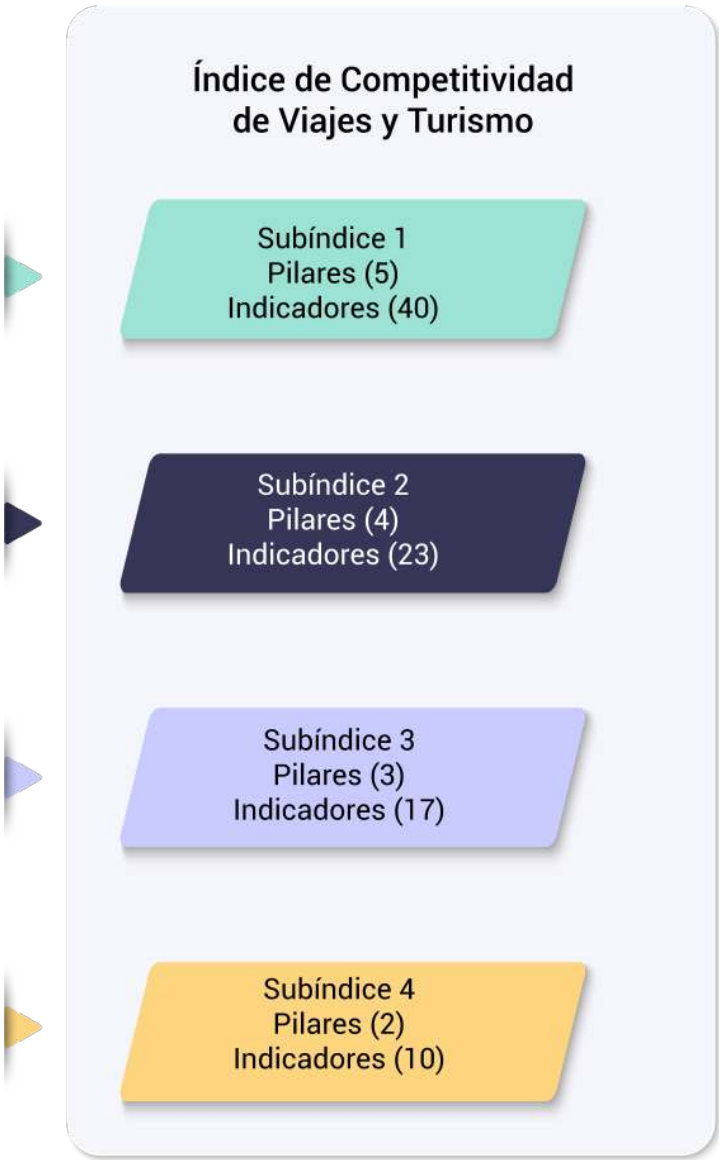 Índice de Competitividad
de Viajes y Turismo
Subíndice 1
Pilares (5)
Indicadores (40)
Subíndice 2
Pilares (4)
Indicadores (23)
Subíndice 3
Pilares (3)
Indicadores (17)
Subíndice 4
Pilares (2)
Indicadores (10)